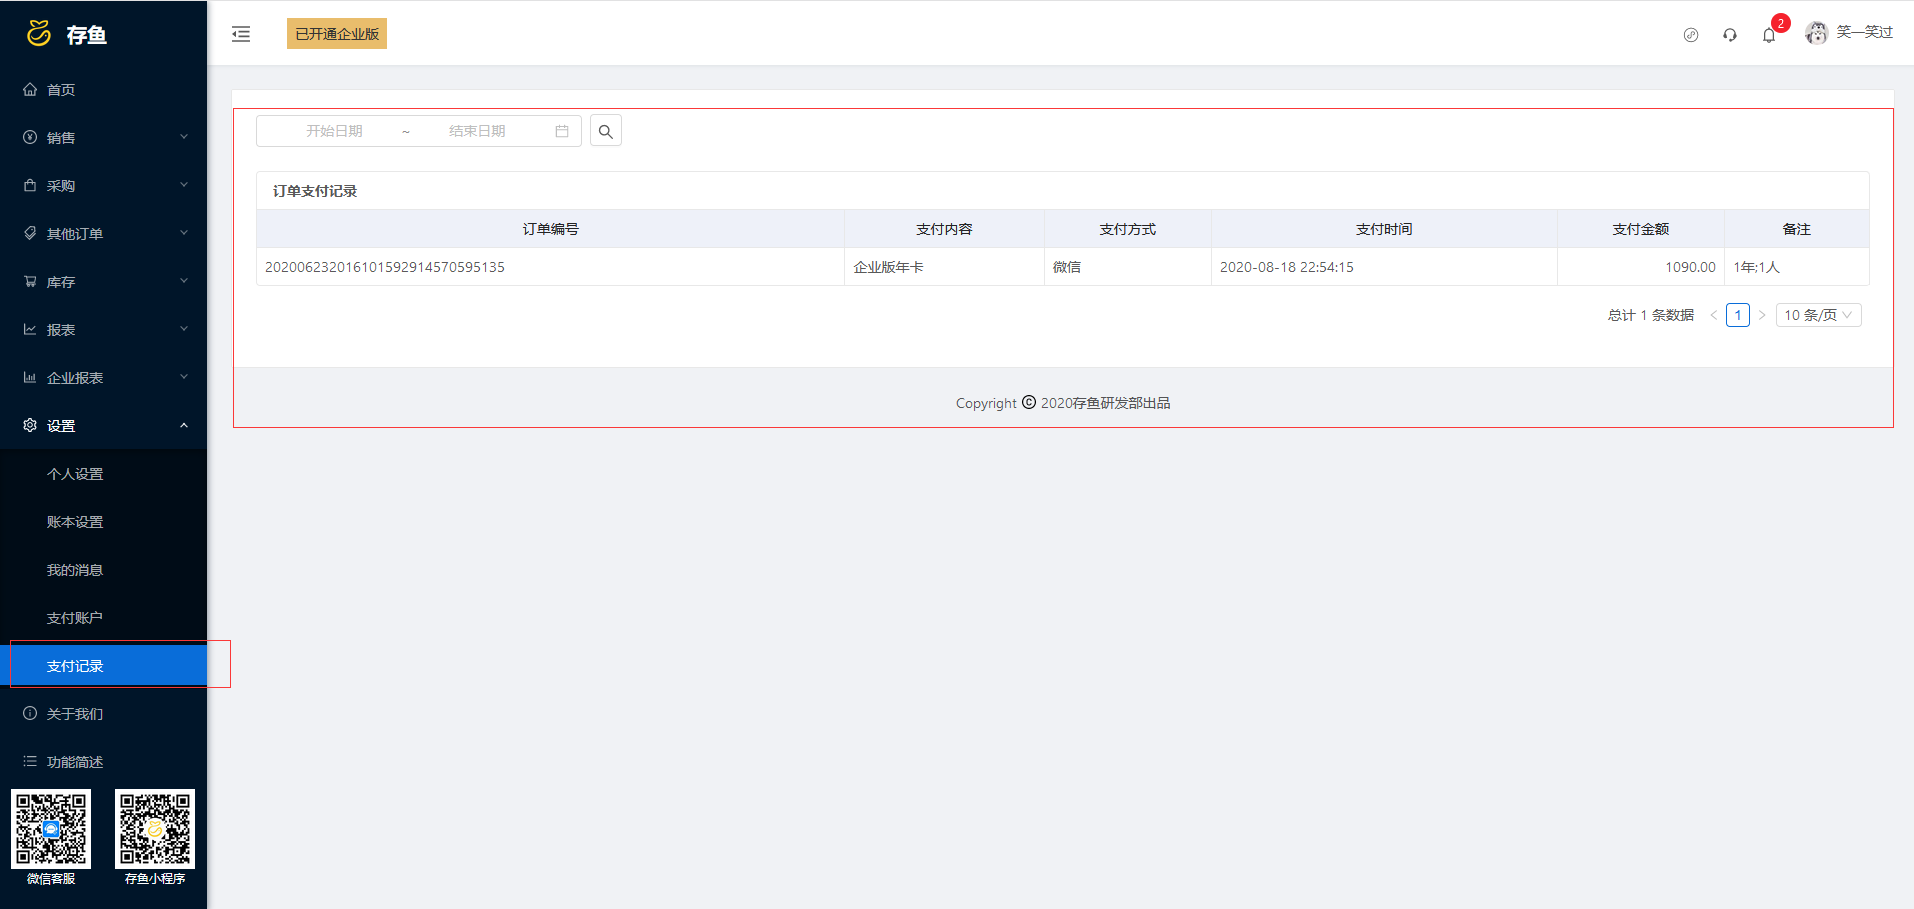 存鱼
首页
销售
采购
其他订单
库存
报表
企业报表
设置
个人设置
账本设置
我的消息
支付账户
支付记录
关于我们
功能简述
微信客服 存鱼小程序
已开通企业版
2
笑一笑过
开始日期 ~ 结束日期
订单支付记录
订单编号 支付内容 支付方式 支付时间 支付金额 备注
202006232016101592914570595135 企业版年卡 微信 2020-08-18 22:54:15 1090.00 1年;1人
总计 1 条数据 < 1 > 10 条/页
Copyright © 2020存鱼研发部出品